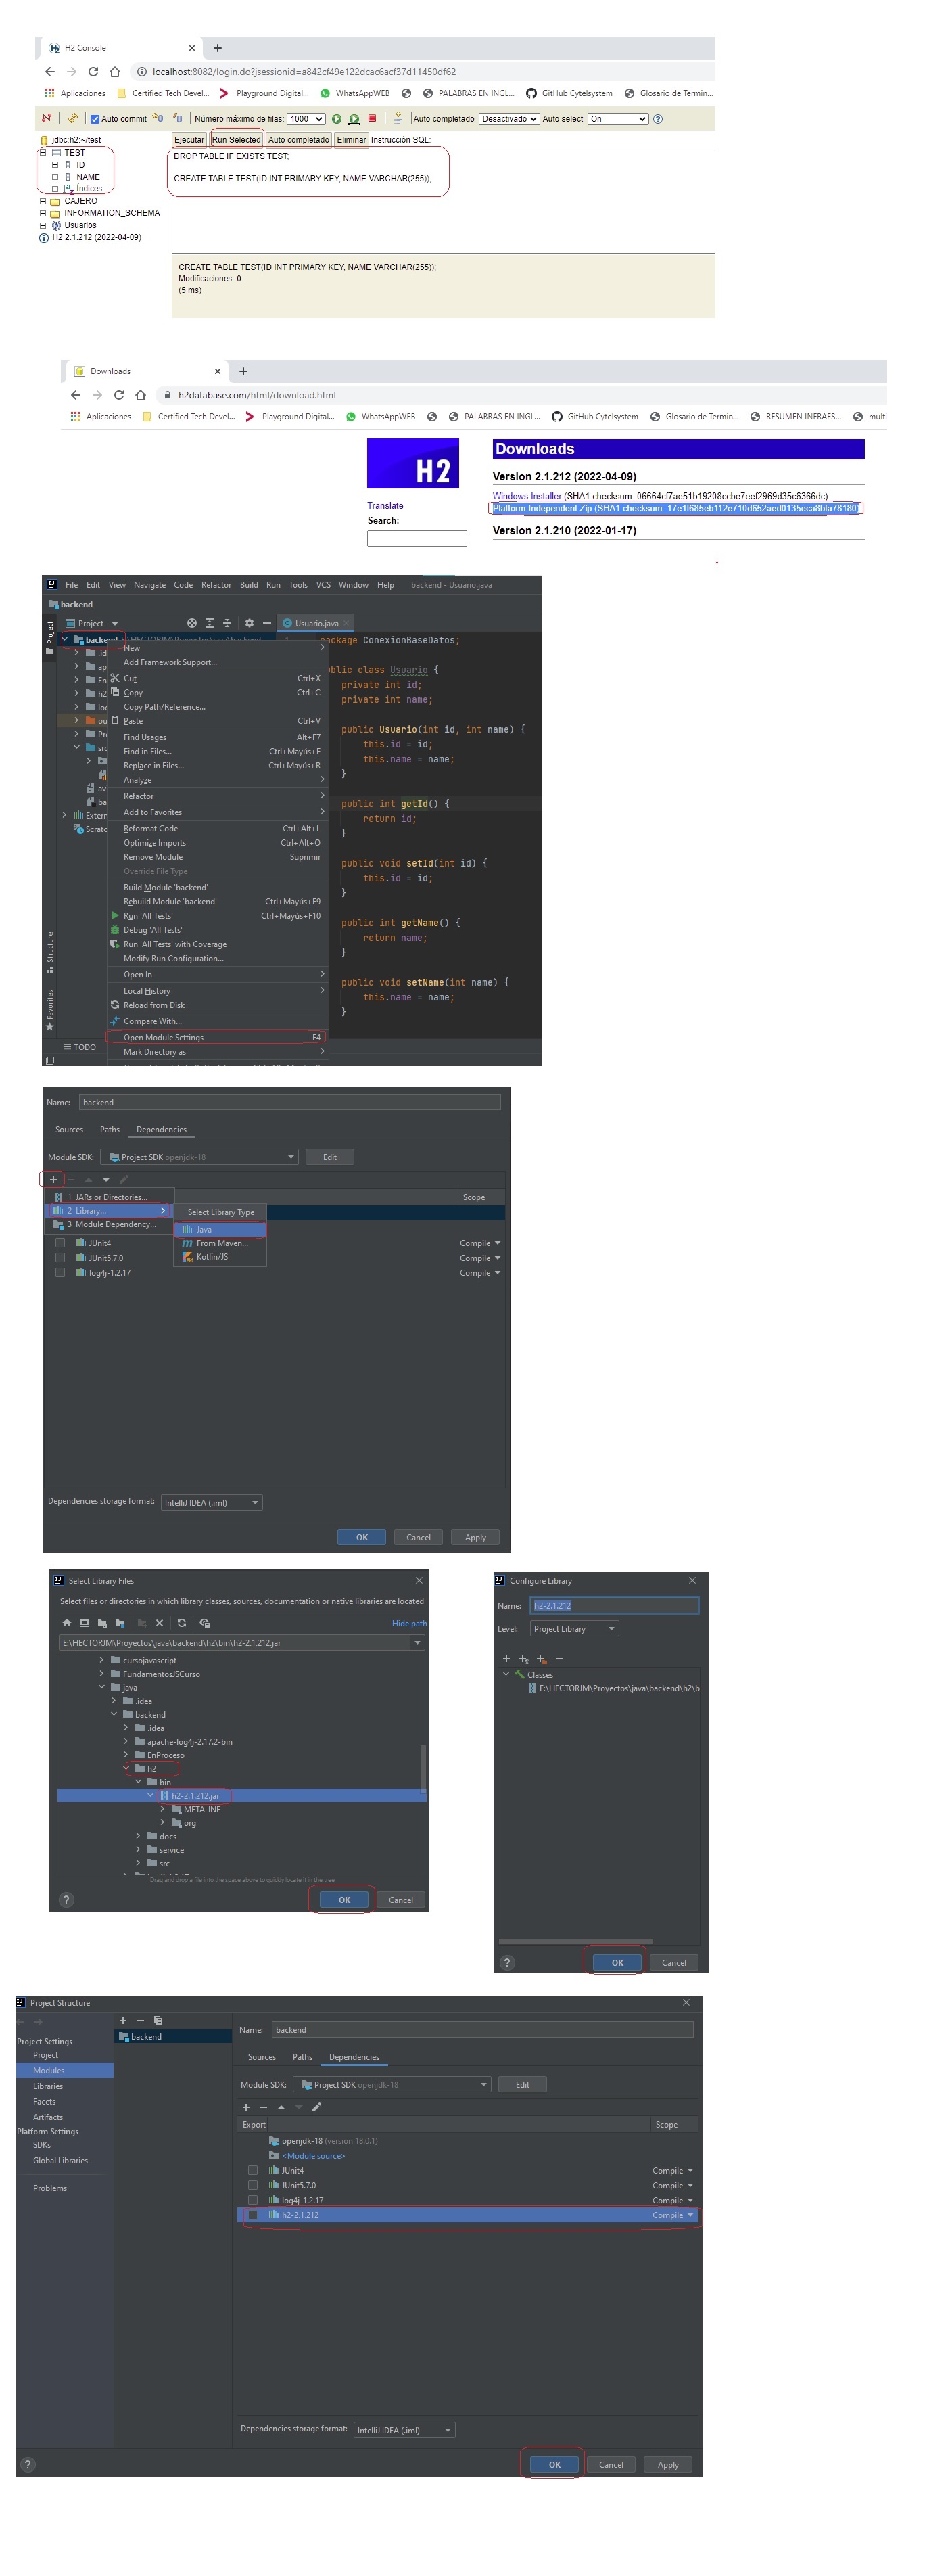 H2 Console
localhost:8082/login.do?jsessionid=a842cf49e122dcac6acf37d11450df62
Aplicaciones Certified Tech Devel... Playground Digital... WhatsAppWEB PALABRAS EN INGL... GitHub Cytelsystem Glosario de Termin...
Auto commit Número máximo de filas: 1000 Auto completado Desactivado Auto select On
jdbc:h2:~/test
TEST
ID
NAME
Índices
CAJERO
INFORMATION_SCHEMA
Usuarios
H2 2.1.212 (2022-04-09)
Ejecutar Run Selected Auto completado Eliminar Instrucción SQL:
DROP TABLE IF EXISTS TEST;
CREATE TABLE TEST(ID INT PRIMARY KEY, NAME VARCHAR(255));
CREATE TABLE TEST(ID INT PRIMARY KEY, NAME VARCHAR(255));
Modificaciones: 0
(5 ms)
Downloads
h2database.com/html/download.html
Aplicaciones Certified Tech Devel... Playground Digital... WhatsAppWEB PALABRAS EN INGL... GitHub Cytelsystem Glosario de Termin... RESUMEN INFRAES... multi
H2
Translate
Search:
Downloads
Version 2.1.212 (2022-04-09)
Windows Installer (SHA1 checksum: 06664cf7ae51b19208ccbe7eef2969d35c6366dc)
Platform-Independent Zip (SHA1 checksum: 17e1f685eb112e710d652aed0135eca8bfa78180)
Version 2.1.210 (2022-01-17)
File Edit View Navigate Code Refactor Build Run Tools VCS Window Help backend - Usuario.java
backend
Project
Project
Usuario.java
backend E:\HECTORJM\Proyectos\java\backend
.id
ap
En
h2
log
ou
Pr
src
av
ba
Extern
Scratc
Structure
Favorites
TODO
New
Add Framework Support...
Cut Ctrl+X
Copy Ctrl+C
Copy Path/Reference...
Paste Ctrl+V
Find Usages Alt+F7
Find in Files... Ctrl+Mayús+F
Replace in Files... Ctrl+Mayús+R
Analyze
Refactor
Add to Favorites
Reformat Code Ctrl+Alt+L
Optimize Imports Ctrl+Alt+O
Remove Module Suprimir
Override File Type
Build Module 'backend'
Rebuild Module 'backend' Ctrl+Mayús+F9
Run 'All Tests' Ctrl+Mayús+F10
Debug 'All Tests'
Run 'All Tests' with Coverage
Modify Run Configuration...
Open In
Local History
Reload from Disk
Compare With...
Open Module Settings F4
Mark Directory as
package ConexionBaseDatos;
blic class Usuario {
private int id;
private int name;
public Usuario(int id, int name) {
this.id = id;
this.name = name;
}
public int getId() {
return id;
}
public void setId(int id) {
this.id = id;
}
public int getName() {
return name;
}
public void setName(int name) {
this.name = name;
}
Name: backend
Sources Paths Dependencies
Module SDK: Project SDK openjdk-18 Edit
Scope
1 JARs or Directories...
2 Library...
3 Module Dependency...
Select Library Type
Java
From Maven...
Kotlin/JS
JUnit4 Compile
JUnit5.7.0 Compile
log4j-1.2.17 Compile
Dependencies storage format: IntelliJ IDEA (.iml)
OK Cancel Apply
Select Library Files
Select files or directories in which library classes, sources, documentation or native libraries are located
Hide path
E:\HECTORJM\Proyectos\java\backend\h2\bin\h2-2.1.212.jar
cursojavascript
FundamentosJSCurso
java
.idea
backend
.idea
apache-log4j-2.17.2-bin
EnProceso
h2
bin
h2-2.1.212.jar
META-INF
org
docs
service
src
Drag and drop a file into the space above to quickly locate it in the tree
OK Cancel
Configure Library
Name: h2-2.1.212
Level: Project Library
Classes
E:\HECTORJM\Proyectos\java\backend\h2\b
OK Cancel
Project Structure
Project Settings
Project
Modules
Libraries
Facets
Artifacts
Platform Settings
SDKs
Global Libraries
Problems
backend
Name: backend
Sources Paths Dependencies
Module SDK: Project SDK openjdk-18 Edit
Export Scope
openjdk-18 (version 18.0.1)
<Module source>
JUnit4 Compile
JUnit5.7.0 Compile
log4j-1.2.17 Compile
h2-2.1.212 Compile
Dependencies storage format: IntelliJ IDEA (.iml)
OK Cancel Apply